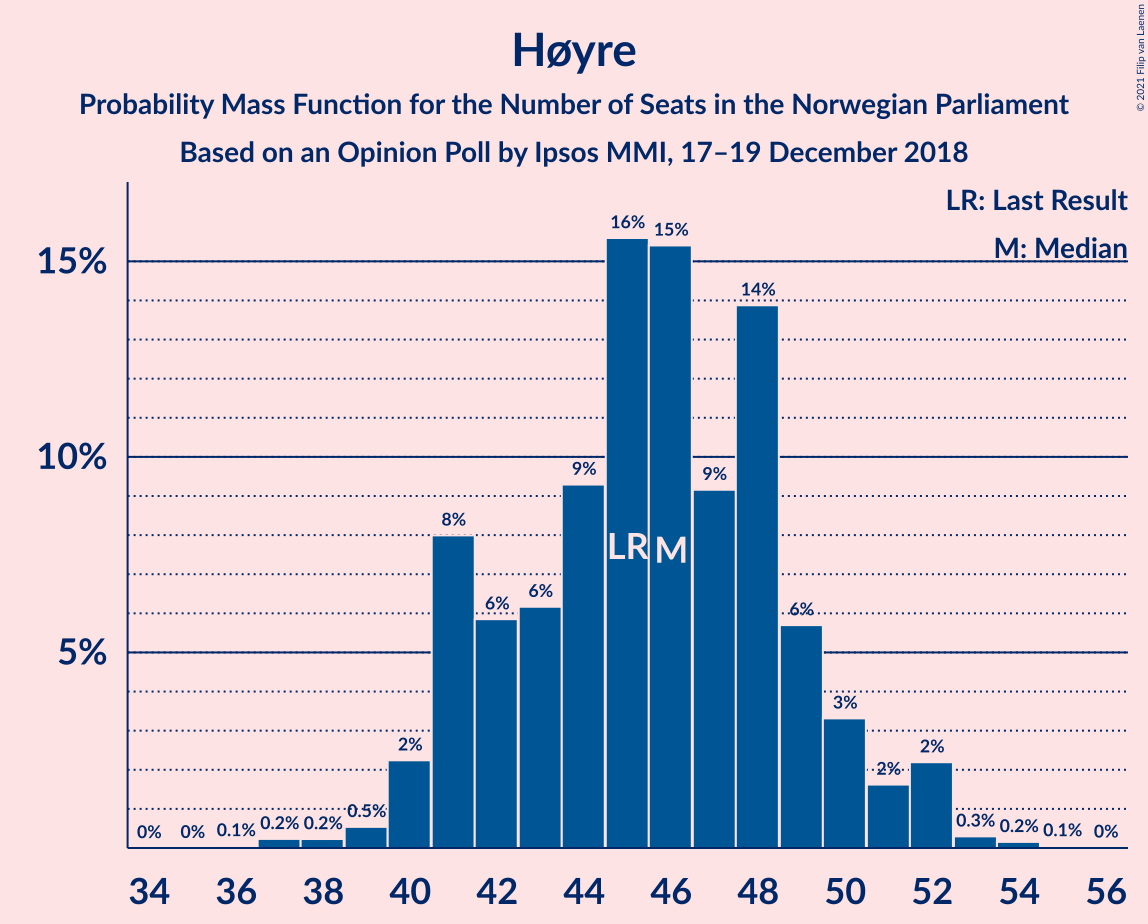 Høyre
Probability Mass Function for the Number of Seats in the Norwegian Parliament
Based on an Opinion Poll by Ipsos MMI, 17–19 December 2018
© 2021 Filip van Laenen
LR: Last Result
M: Median
15%
10%
5%
0% 0% 0.1% 0.2% 0.2% 0.5% 2% 8% 6% 6% 9% 16% 15% 9% 14% 6% 3% 2% 2% 0.3% 0.2% 0.1% 0%
LR M
34 36 38 40 42 44 46 48 50 52 54 56